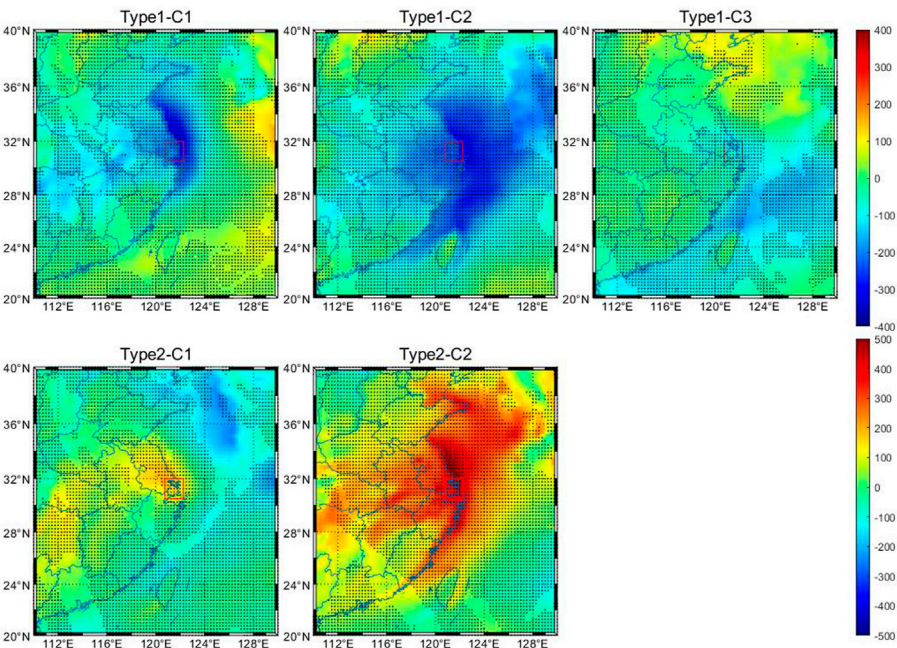 Type1-C1 Type1-C2 Type1-C3
40°N 40°N 40°N 400
300
36°N 36°N 36°N
200
32°N 32°N 32°N 100
0
28°N 28°N 28°N
-100
24°N 24°N 24°N -200
-300
20°N 20°N 20°N
112°E 116°E 120°E 124°E 128°E 112°E 116°E 120°E 124°E 128°E 112°E 116°E 120°E 124°E 128°E
-400
Type2-C1 Type2-C2 500
40°N 40°N
400
300
36°N 36°N
200
32°N 32°N 100
0
28°N 28°N -100
-200
24°N 24°N
-300
-400
20°N 20°N -500
112°E 116°E 120°E 124°E 128°E 112°E 116°E 120°E 124°E 128°E